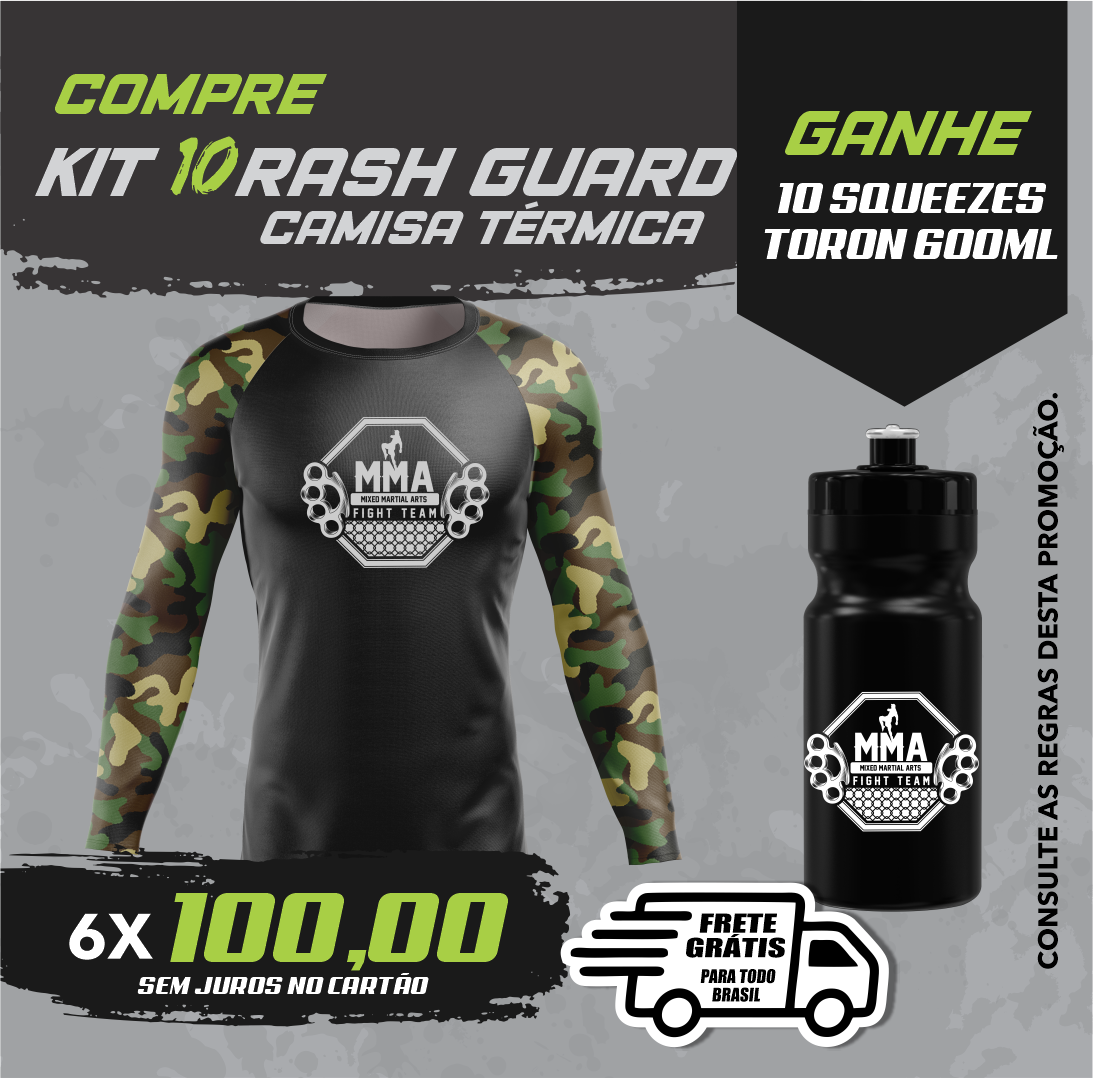 COMPRE
KIT 10 RASH GUARD
CAMISA TÉRMICA
GANHE
10 SQUEEZES
TORON 600ML
MMA
MIXED MARTIAL ARTS
FIGHT TEAM
MMA
MIXED MARTIAL ARTS
FIGHT TEAM
CONSULTE AS REGRAS DESTA PROMOÇÃO.
6X 100,00
SEM JUROS NO CARTÃO
FRETE
GRÁTIS
PARA TODO
BRASIL